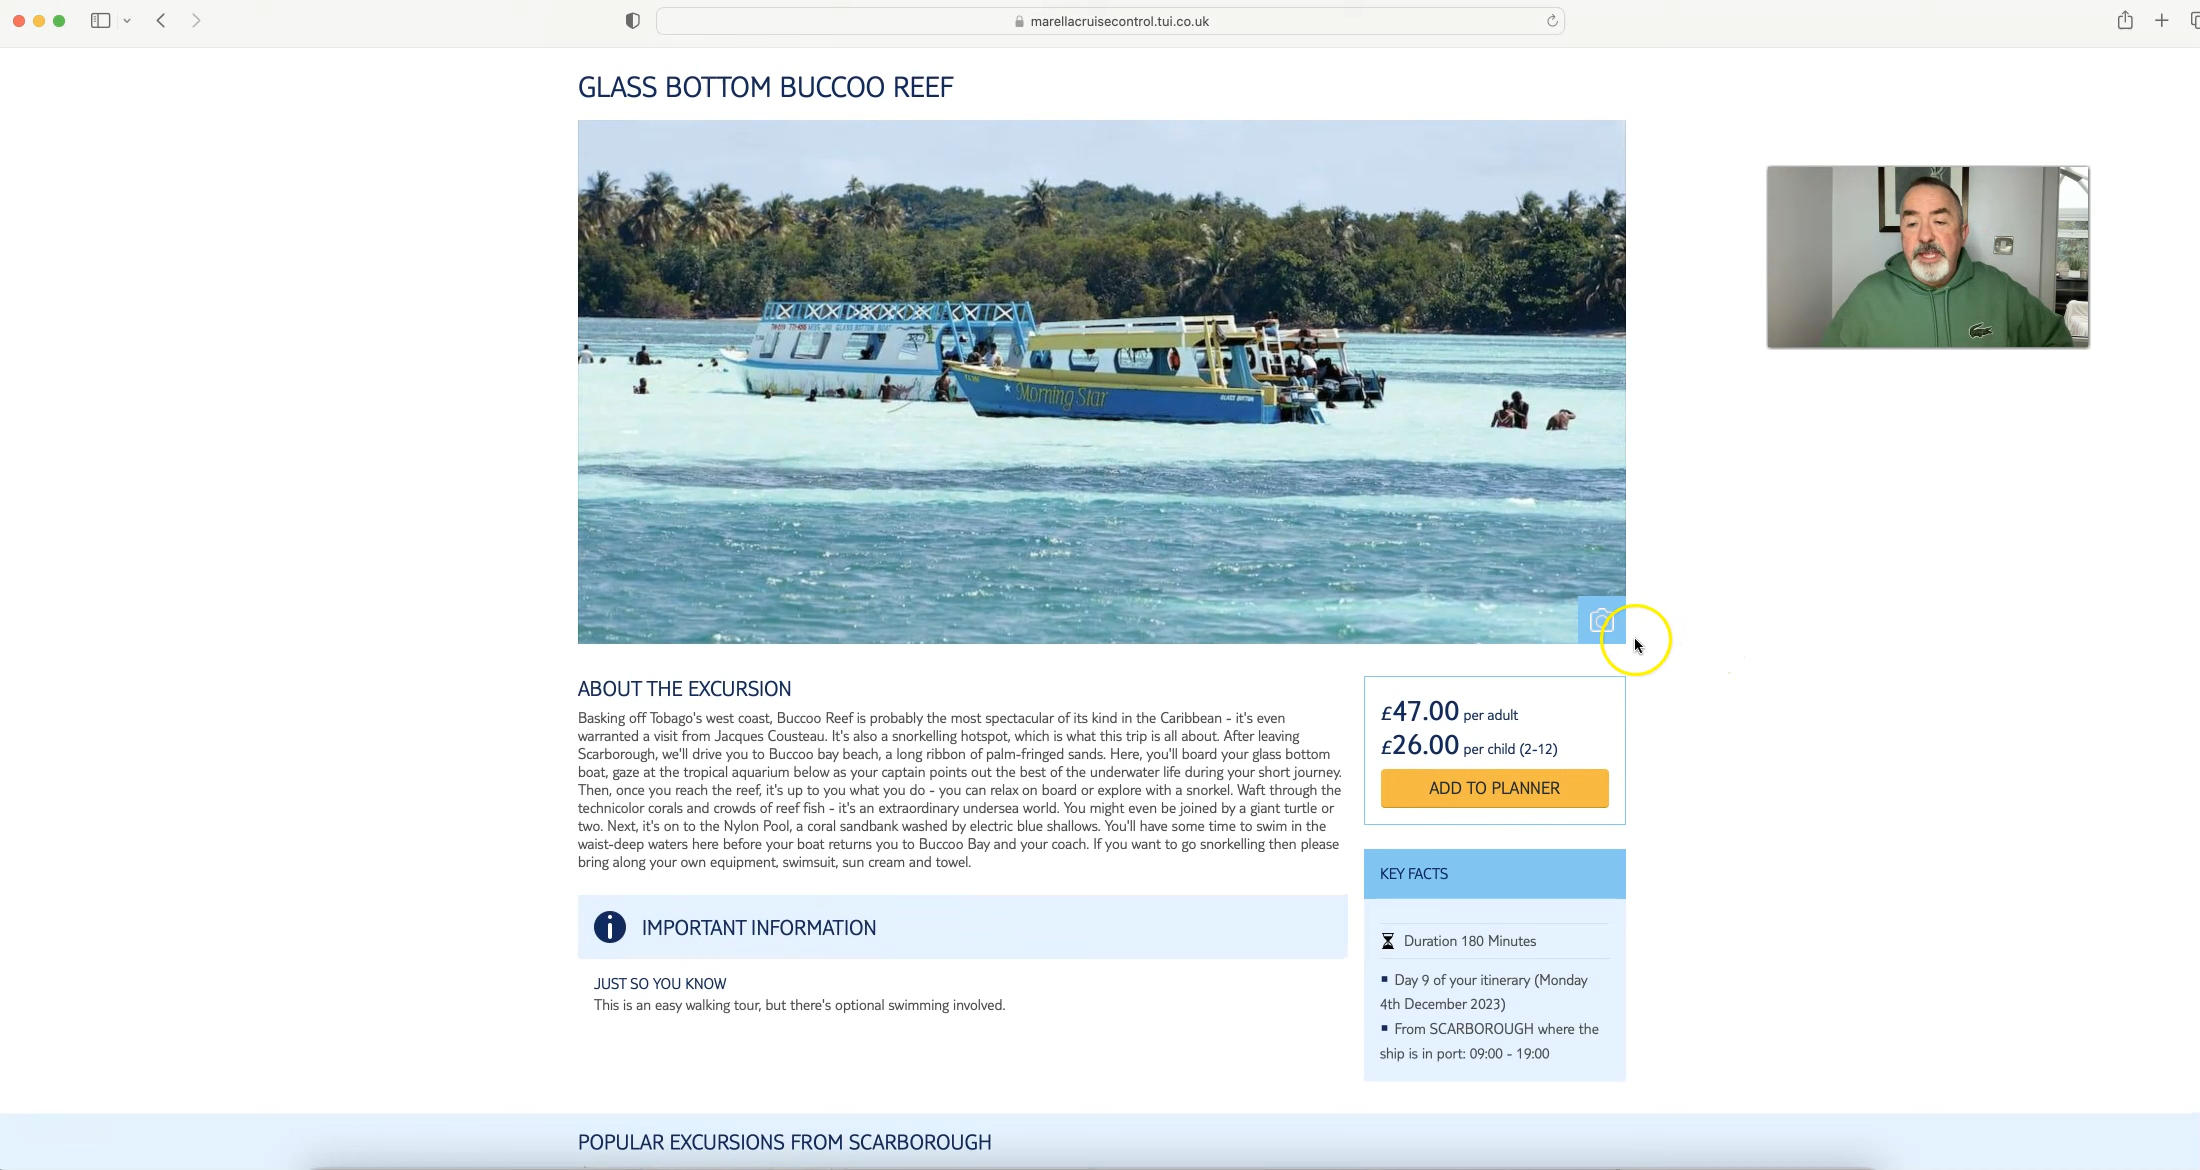 marellacruisecontrol.tui.co.uk
GLASS BOTTOM BUCCOO REEF
GLASS BOTTOM BOAT
Morning Star
GLASS BOTTOM
ABOUT THE EXCURSION
Basking off Tobago's west coast, Buccoo Reef is probably the most spectacular of its kind in the Caribbean - it's even
warranted a visit from Jacques Cousteau. It's also a snorkelling hotspot, which is what this trip is all about. After leaving
Scarborough, we'll drive you to Buccoo bay beach, a long ribbon of palm-fringed sands. Here, you'll board your glass bottom
boat, gaze at the tropical aquarium below as your captain points out the best of the underwater life during your short journey.
Then, once you reach the reef, it's up to you what you do - you can relax on board or explore with a snorkel. Waft through the
technicolor corals and crowds of reef fish - it's an extraordinary undersea world. You might even be joined by a giant turtle or
two. Next, it's on to the Nylon Pool, a coral sandbank washed by electric blue shallows. You'll have some time to swim in the
waist-deep waters here before your boat returns you to Buccoo Bay and your coach. If you want to go snorkelling then please
bring along your own equipment, swimsuit, sun cream and towel.
IMPORTANT INFORMATION
JUST SO YOU KNOW
This is an easy walking tour, but there's optional swimming involved.
£47.00 per adult
£26.00 per child (2-12)
ADD TO PLANNER
KEY FACTS
Duration 180 Minutes
Day 9 of your itinerary (Monday
4th December 2023)
From SCARBOROUGH where the
ship is in port: 09:00 - 19:00
POPULAR EXCURSIONS FROM SCARBOROUGH